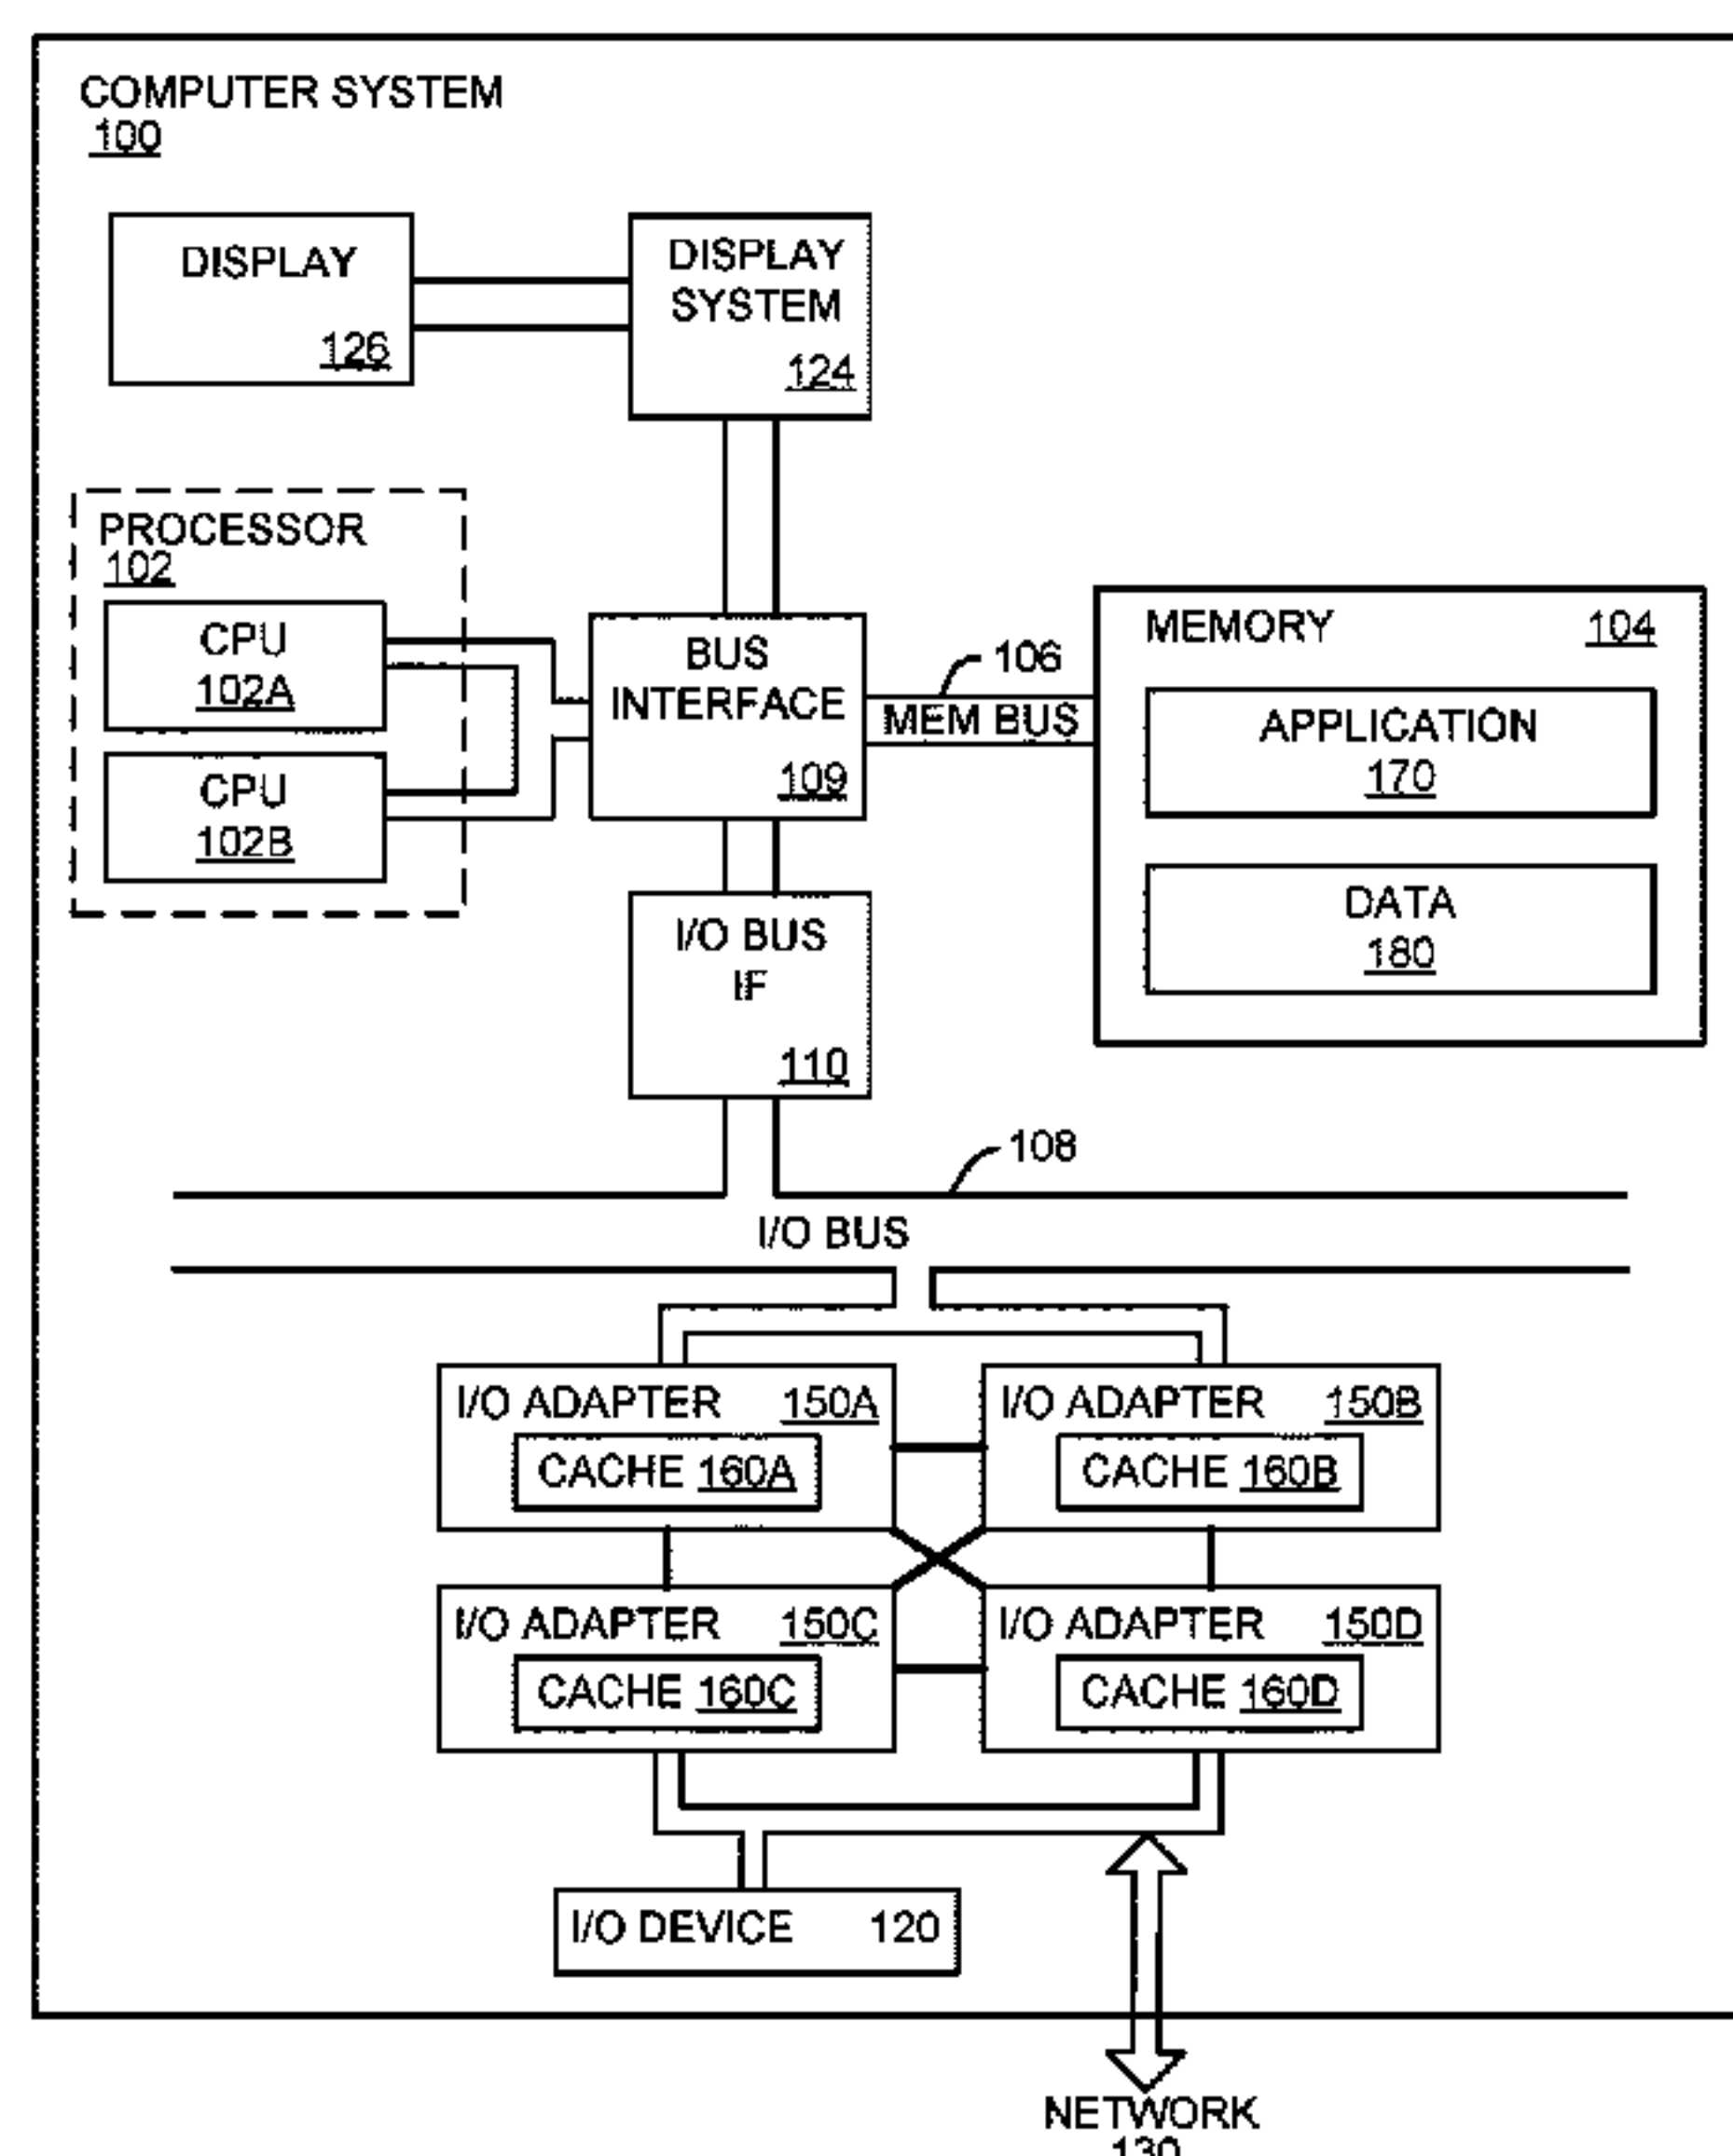 COMPUTER SYSTEM
100
DISPLAY
126
DISPLAY
SYSTEM
124
PROCESSOR
102
CPU
102A
CPU
102B
BUS
INTERFACE
109
106
MEM BUS
MEMORY 104
APPLICATION
170
DATA
180
I/O BUS
IF
110
108
I/O BUS
I/O ADAPTER 150A
CACHE 160A
I/O ADAPTER 150B
CACHE 160B
I/O ADAPTER 150C
CACHE 160C
I/O ADAPTER 150D
CACHE 160D
I/O DEVICE 120
NETWORK
130